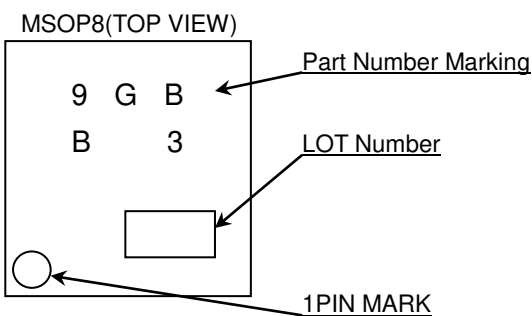 MSOP8(TOP VIEW)
Part Number Marking
9 G B
B 3
LOT Number
1PIN MARK